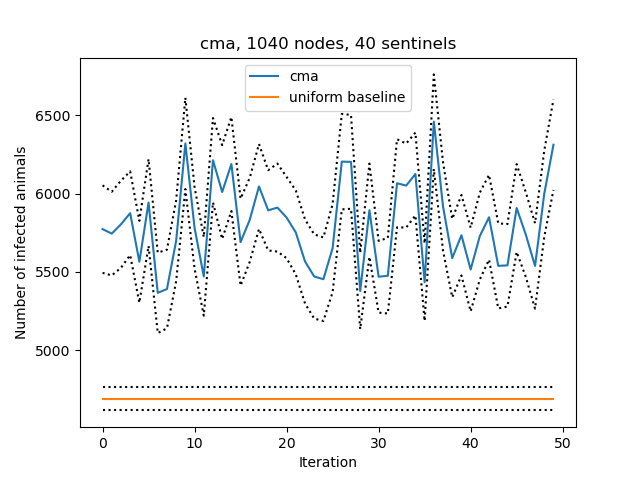 cma, 1040 nodes, 40 sentinels
cma
uniform baseline
Number of infected animals
6500
6000
5500
5000
0 10 20 30 40 50
Iteration